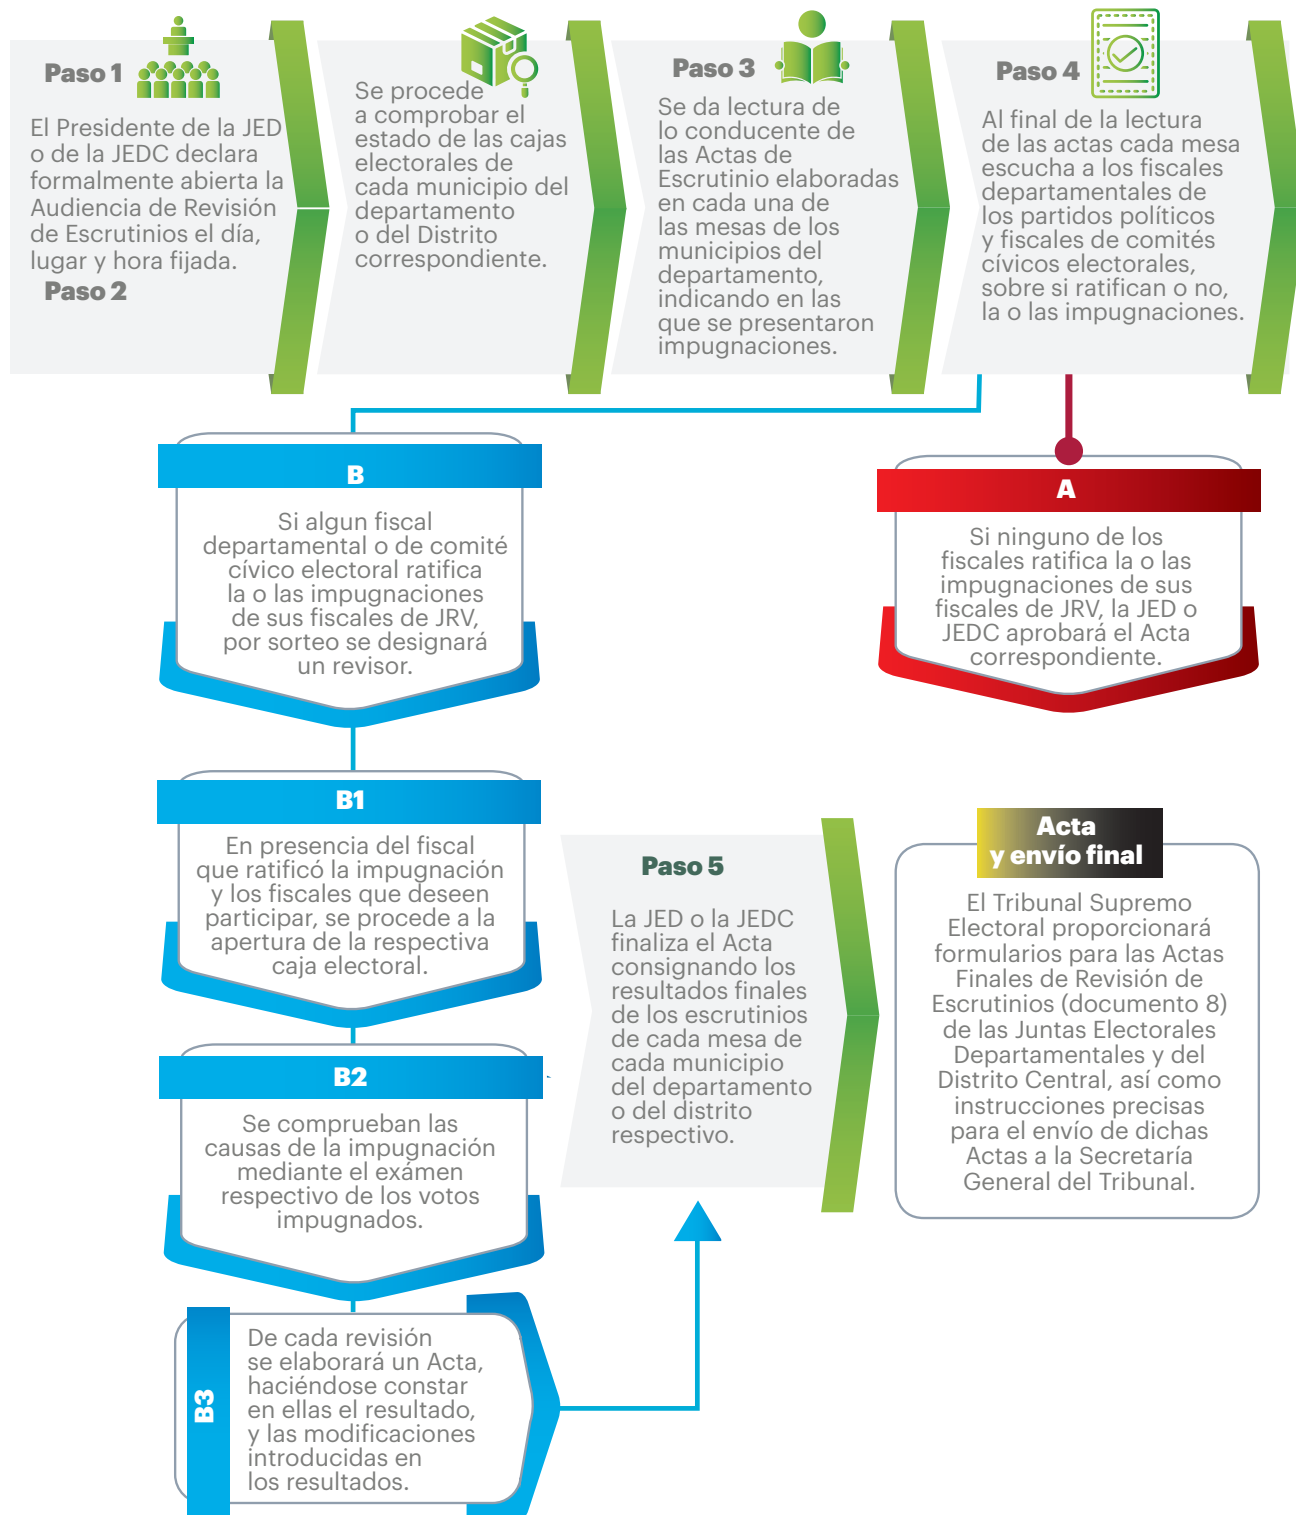 Paso 1
El Presidente de la JED
o de la JEDC declara
formalmente abierta la
Audiencia de Revisión
de Escrutinios el día,
lugar y hora fijada.
Paso 2
Se procede
a comprobar el
estado de las cajas
electorales de
cada municipio del
departamento
o del Distrito
correspondiente.
Paso 3
Se da lectura de
lo conducente de
las Actas de
Escrutinio elaboradas
en cada una de
las mesas de los
municipios del
departamento,
indicando en las
que se presentaron
impugnaciones.
Paso 4
Al final de la lectura
de las actas cada mesa
escucha a los fiscales
departamentales de
los partidos políticos
y fiscales de comités
cívicos electorales,
sobre si ratifican o no,
la o las impugnaciones.
A
Si ninguno de los
fiscales ratifica la o las
impugnaciones de sus
fiscales de JRV, la JED o
JEDC aprobará el Acta
correspondiente.
B
Si algun fiscal
departamental o de comité
cívico electoral ratifica
la o las impugnaciones
de sus fiscales de JRV,
por sorteo se designará
un revisor.
B1
En presencia del fiscal
que ratificó la impugnación
y los fiscales que deseen
participar, se procede a la
apertura de la respectiva
caja electoral.
B2
Se comprueban las
causas de la impugnación
mediante el exámen
respectivo de los votos
impugnados.
B3
De cada revisión
se elaborará un Acta,
haciéndose constar
en ellas el resultado,
y las modificaciones
introducidas en
los resultados.
Paso 5
La JED o la JEDC
finaliza el Acta
consignando los
resultados finales
de los escrutinios
de cada mesa de
cada municipio
del departamento
o del distrito
respectivo.
Acta
y envío final
El Tribunal Supremo
Electoral proporcionará
formularios para las Actas
Finales de Revisión de
Escrutinios (documento 8)
de las Juntas Electorales
Departamentales y del
Distrito Central, así como
instrucciones precisas
para el envío de dichas
Actas a la Secretaría
General del Tribunal.